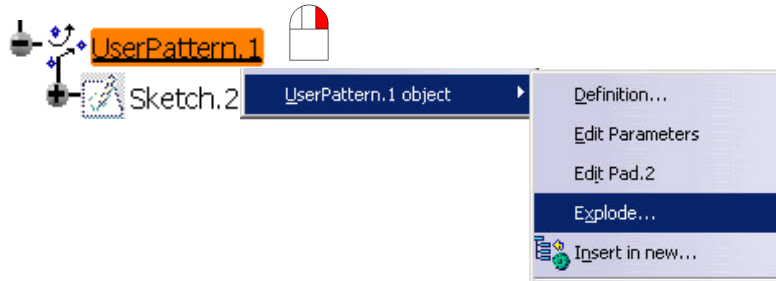 UserPattern.1
Sketch.2
UserPattern.1 object
Definition...
Edit Parameters
Edit Pad.2
Explode...
Insert in new...